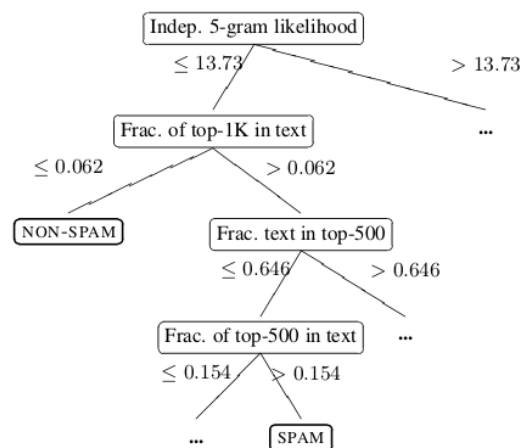 Indep. 5-gram likelihood
≤ 13.73 > 13.73
Frac. of top-1K in text ...
≤ 0.062 > 0.062
NON-SPAM Frac. text in top-500
≤ 0.646 > 0.646
Frac. of top-500 in text ...
≤ 0.154 > 0.154
... SPAM